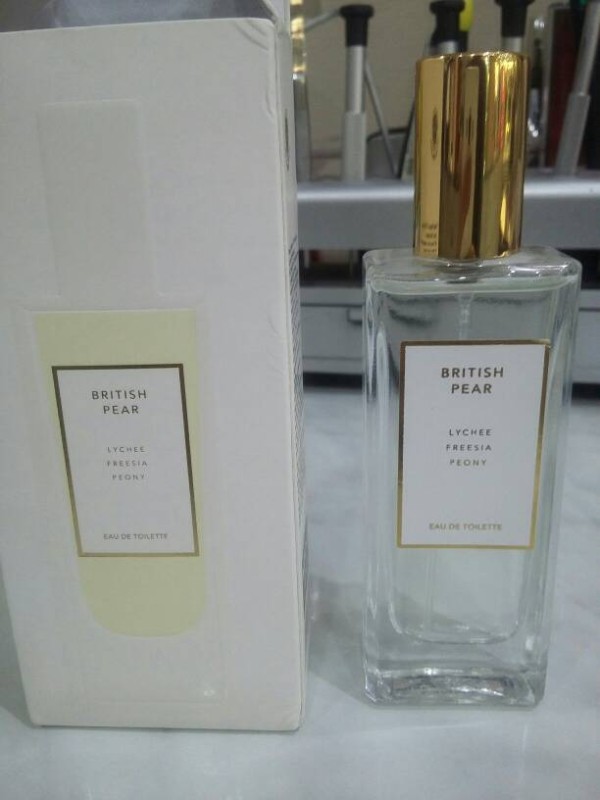 BRITISH
PEAR
LYCHEE
FREESIA
PEONY
EAU DE TOILETTE
BRITISH
PEAR
LYCHEE
FREESIA
PEONY
EAU DE TOILETTE